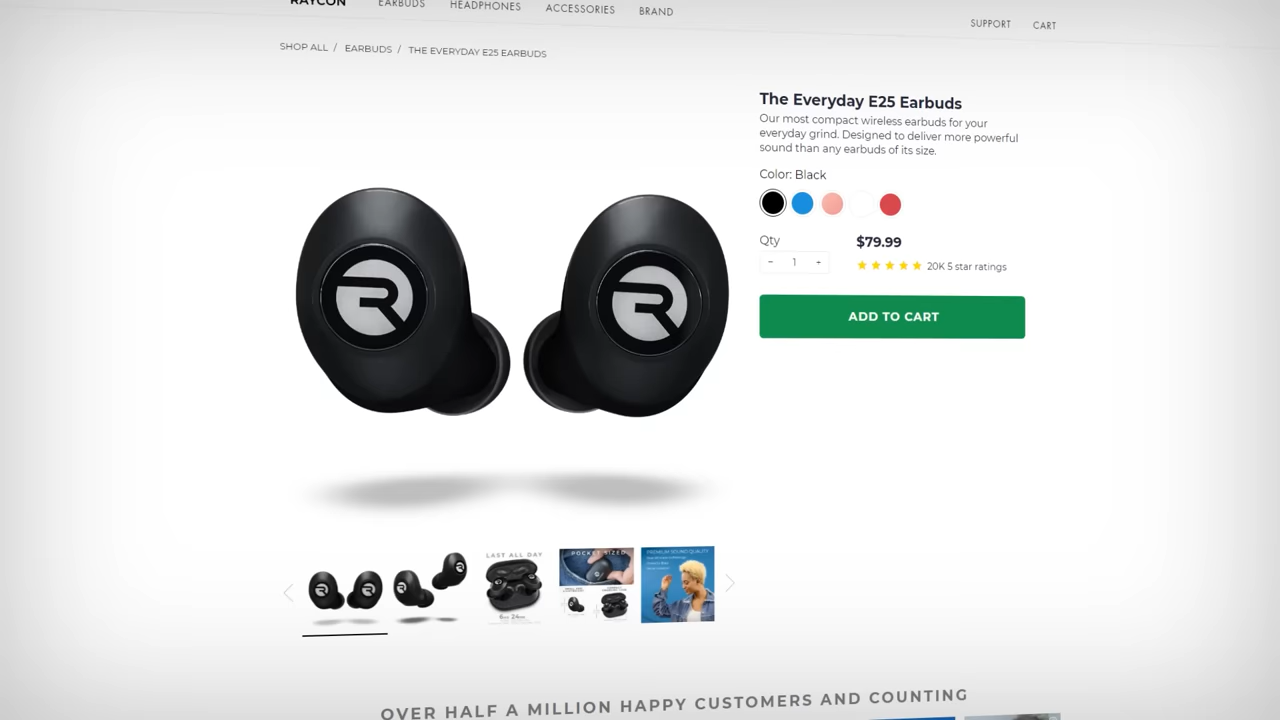 RAYCON EARBUDS HEADPHONES ACCESSORIES BRAND SUPPORT CART
SHOP ALL / EARBUDS / THE EVERYDAY E25 EARBUDS
The Everyday E25 Earbuds
Our most compact wireless earbuds for your
everyday grind. Designed to deliver more powerful
sound than any earbuds of its size.
Color: Black
Qty
$79.99
- 1 +
20K 5 star ratings
ADD TO CART
LAST ALL DAY
POCKET SIZED
PREMIUM SOUND QUALITY
OVER HALF A MILLION HAPPY CUSTOMERS AND COUNTING